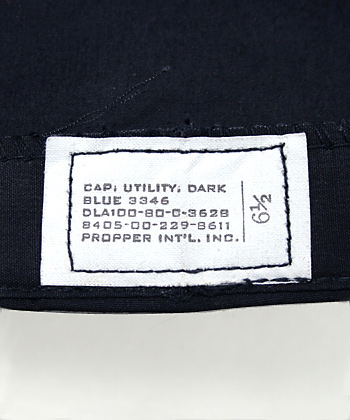 CAP; UTILITY; DARK
BLUE 3346
DLA100-80-C-3628
8405-00-229-8611
PROPPER INT'L. INC.
6½